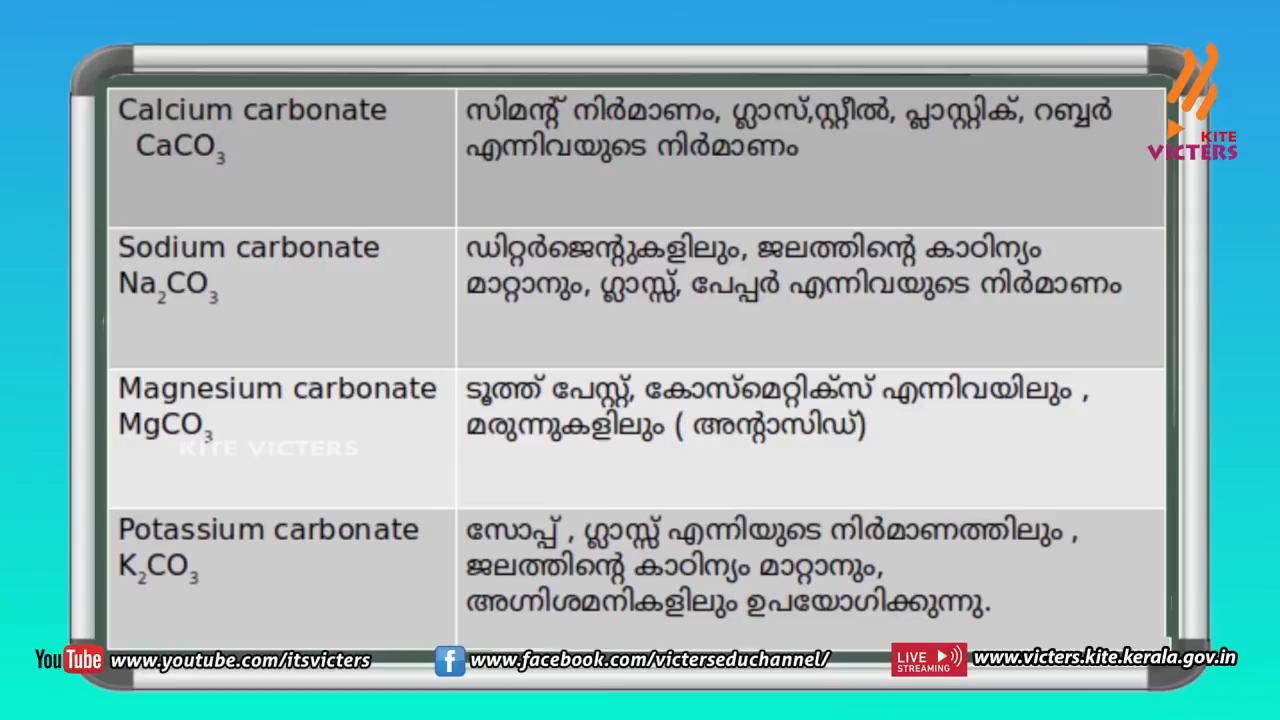 Calcium carbonate
CaCO₃
സിമന്റ് നിർമാണം, ഗ്ലാസ്,സ്റ്റീൽ, പ്ലാസ്റ്റിക്, റബ്ബർ
എന്നിവയുടെ നിർമാണം
KITE
VICTERS
Sodium carbonate
Na₂CO₃
ഡിറ്റർജെന്റുകളിലും, ജലത്തിന്റെ കാഠിന്യം
മാറ്റാനും, ഗ്ലാസ്സ്, പേപ്പർ എന്നിവയുടെ നിർമാണം
Magnesium carbonate
MgCO₃
ടൂത്ത് പേസ്റ്റ്, കോസ്മെറ്റിക്സ് എന്നിവയിലും ,
മരുന്നുകളിലും ( അന്റാസിഡ്)
KITE VICTERS
Potassium carbonate
K₂CO₃
സോപ്പ് , ഗ്ലാസ്സ് എന്നിയുടെ നിർമാണത്തിലും ,
ജലത്തിന്റെ കാഠിന്യം മാറ്റാനും,
അഗ്നിശമനികളിലും ഉപയോഗിക്കുന്നു.
YouTube www.youtube.com/itsvicters
f www.facebook.com/victerseduchannel/
LIVE
STREAMING
www.victers.kite.kerala.gov.in